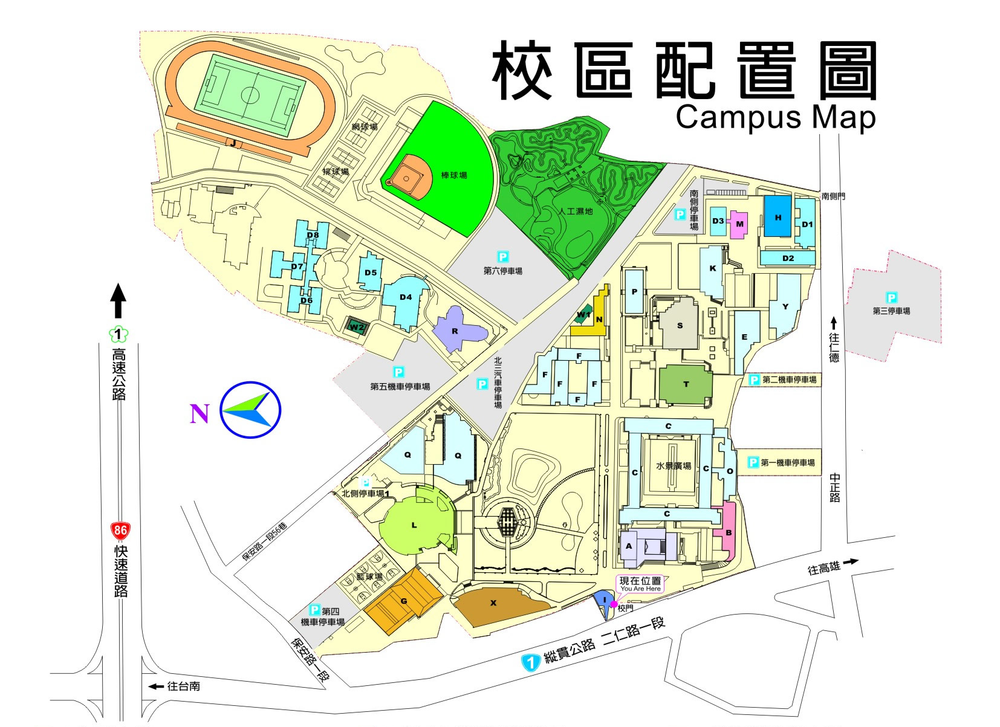 校區配置圖
Campus Map
網球場
J
排球場
棒球場
人工濕地
南側停車場
P
南側門
D3
M
H
D1
D2
D8
D7
D5
D6
D4
W2
R
P
第六停車場
K
P
Y
P
第三停車場
W1
N
S
E
1
高速公路
往仁德
P
第五機車停車場
P
北三汽車停車場
F
F
F
F
F
T
P
第二機車停車場
N
C
C
C
C
水景廣場
O
P
第一機車停車場
Q
Q
P
北側停車場1
中正路
L
86
快速道路
保安路一段56巷
A
B
籃球場
G
X
現在位置
You Are Here
I
校門
往高雄
P
第四
機車停車場
保安路一段
1
縱貫公路 二仁路一段
往台南